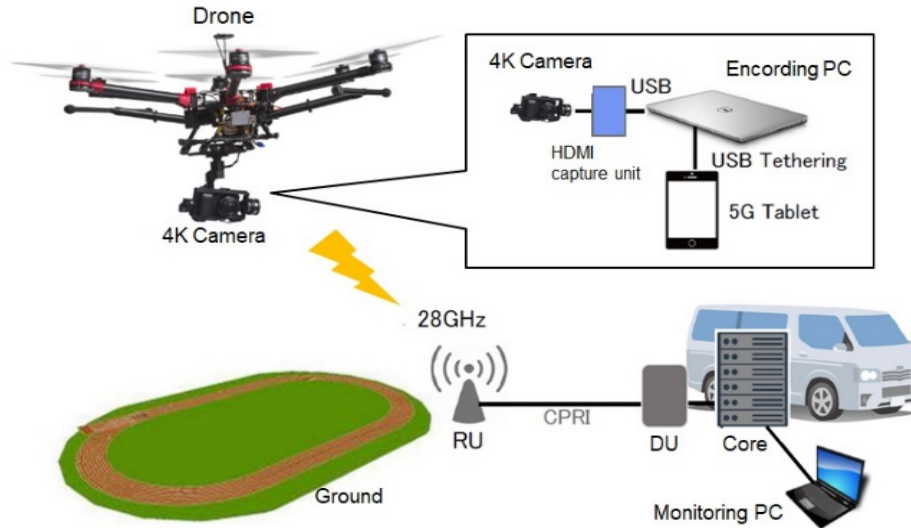 Drone
4K Camera
4K Camera
USB
Encording PC
HDMI
capture unit
USB Tethering
5G Tablet
28GHz
RU
CPRI
DU
Core
Ground
Monitoring PC